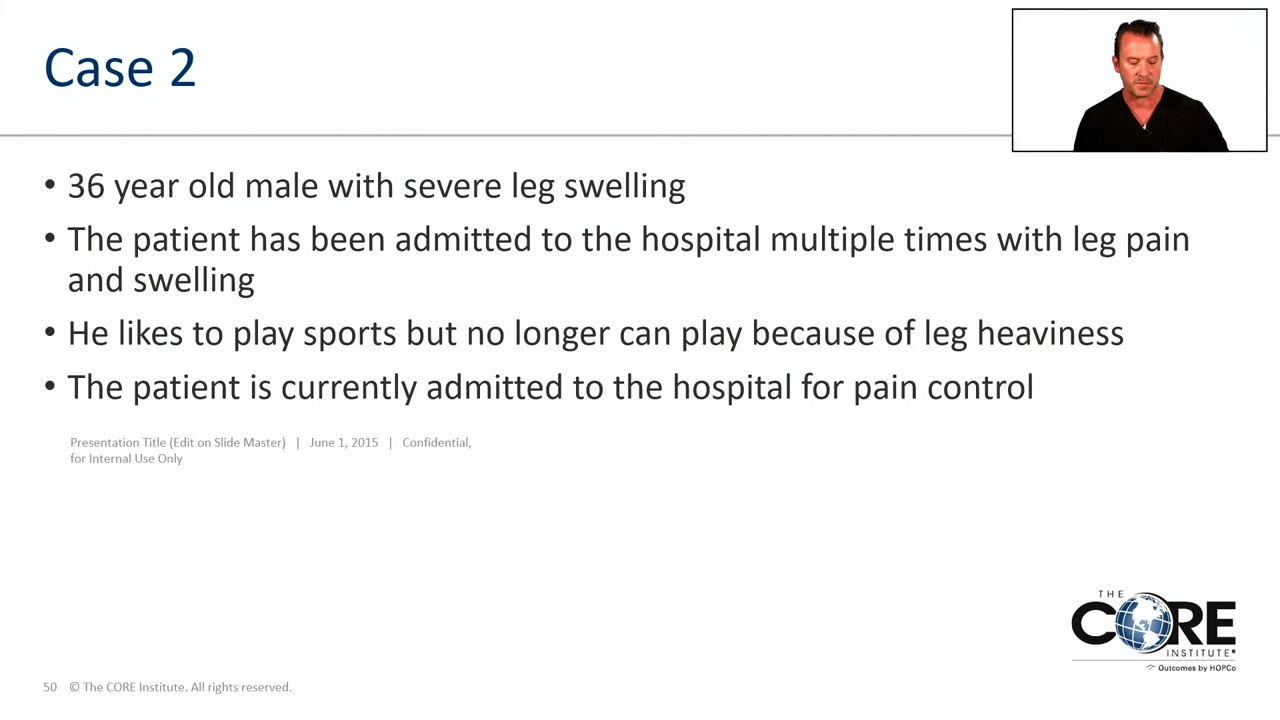 Case 2
• 36 year old male with severe leg swelling
• The patient has been admitted to the hospital multiple times with leg pain
and swelling
• He likes to play sports but no longer can play because of leg heaviness
• The patient is currently admitted to the hospital for pain control
Presentation Title (Edit on Slide Master) | June 1, 2015 | Confidential,
for Internal Use Only
THE
CORE
INSTITUTE®
Outcomes by HOPCo
50 © The CORE Institute. All rights reserved.